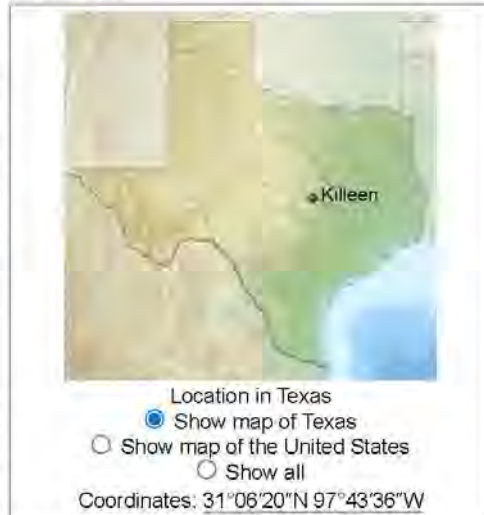 Killeen
Location in Texas
Show map of Texas
Show map of the United States
Show all
Coordinates: 31°06′20″N 97°43′36″W